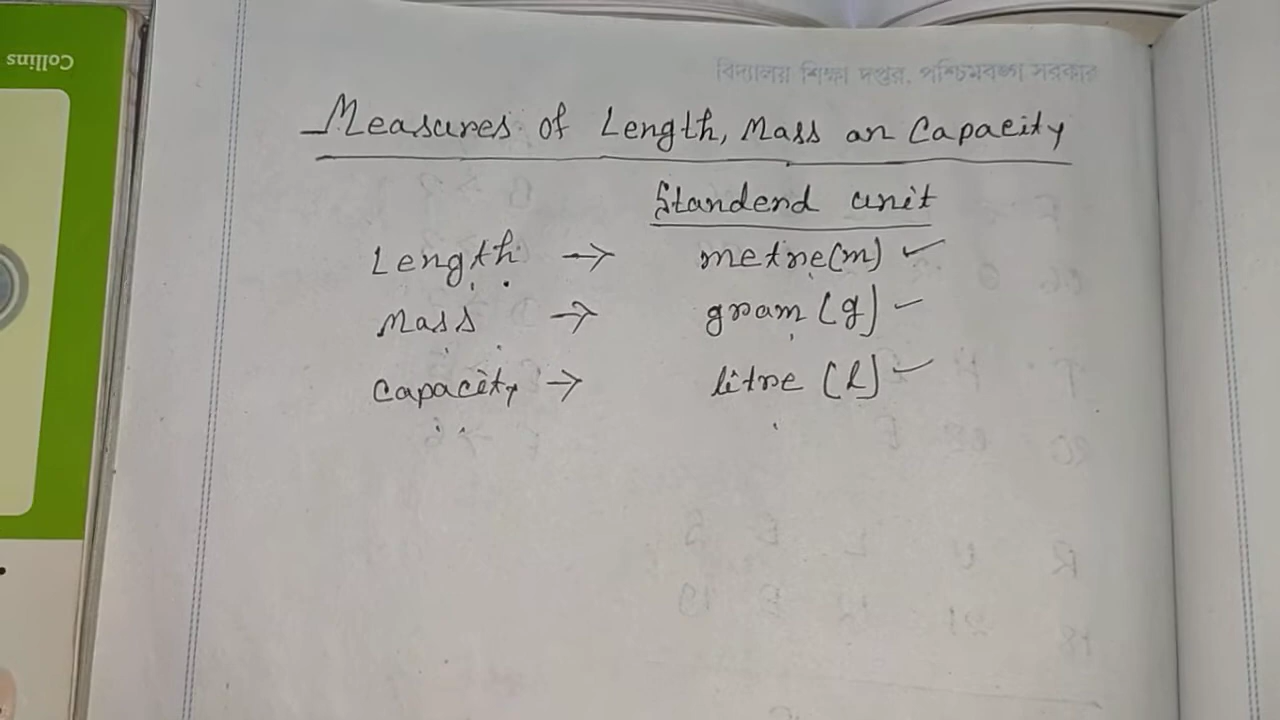 Collins
বিদ্যালয় শিক্ষা দপ্তর, পশ্চিমবঙ্গ সরকার
Measures of Length, Mass an Capacity
Standerd unit
Length → metre(m) ✓
Mass → gram (g) ✓
Capacity → litre (l) ✓